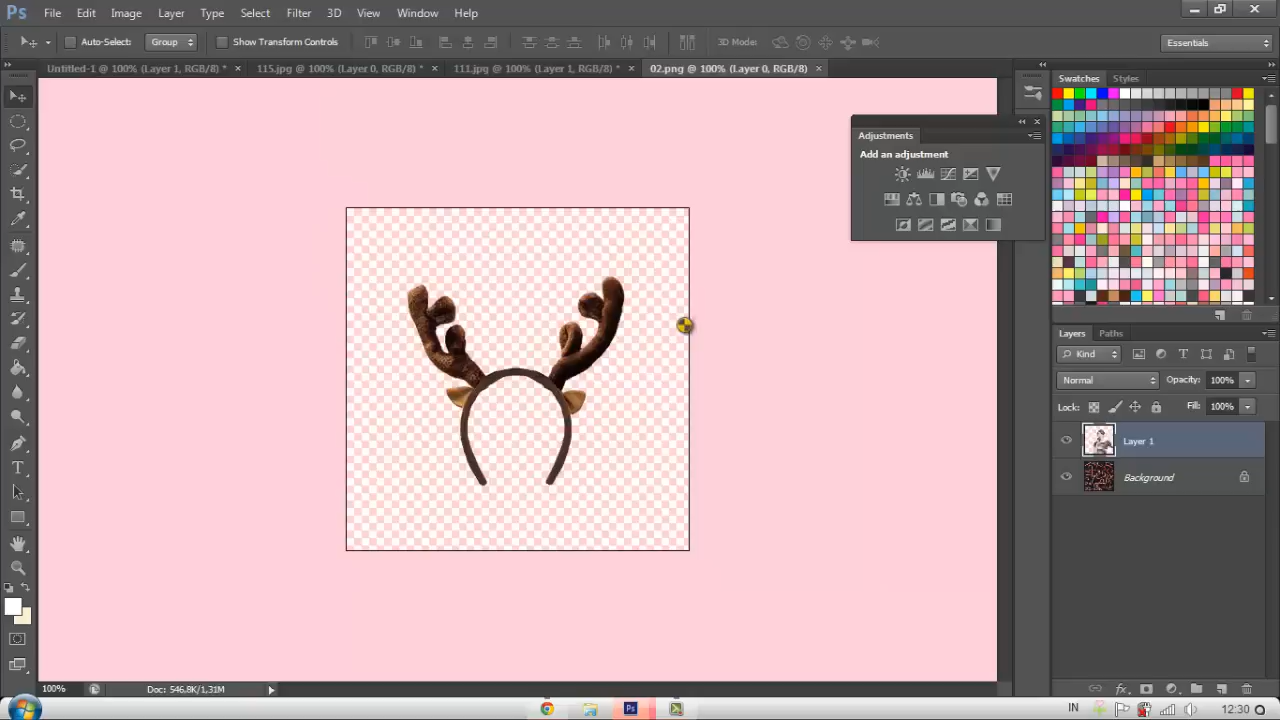 Ps File Edit Image Layer Type Select Filter 3D View Window Help
Auto-Select: Group Show Transform Controls 3D Mode: Essentials
Untitled-1 @ 100% (Layer 1, RGB/8) * × 115.jpg @ 100% (Layer 0, RGB/8) * × 111.jpg @ 100% (Layer 1, RGB/8) * × 02.png @ 100% (Layer 0, RGB/8) ×
Swatches Styles
Adjustments
Add an adjustment
Layers Paths
Kind
Normal Opacity: 100%
Lock: Fill: 100%
Layer 1
Background
100% Doc: 546,8K/1,31M
Ps IN 12:30